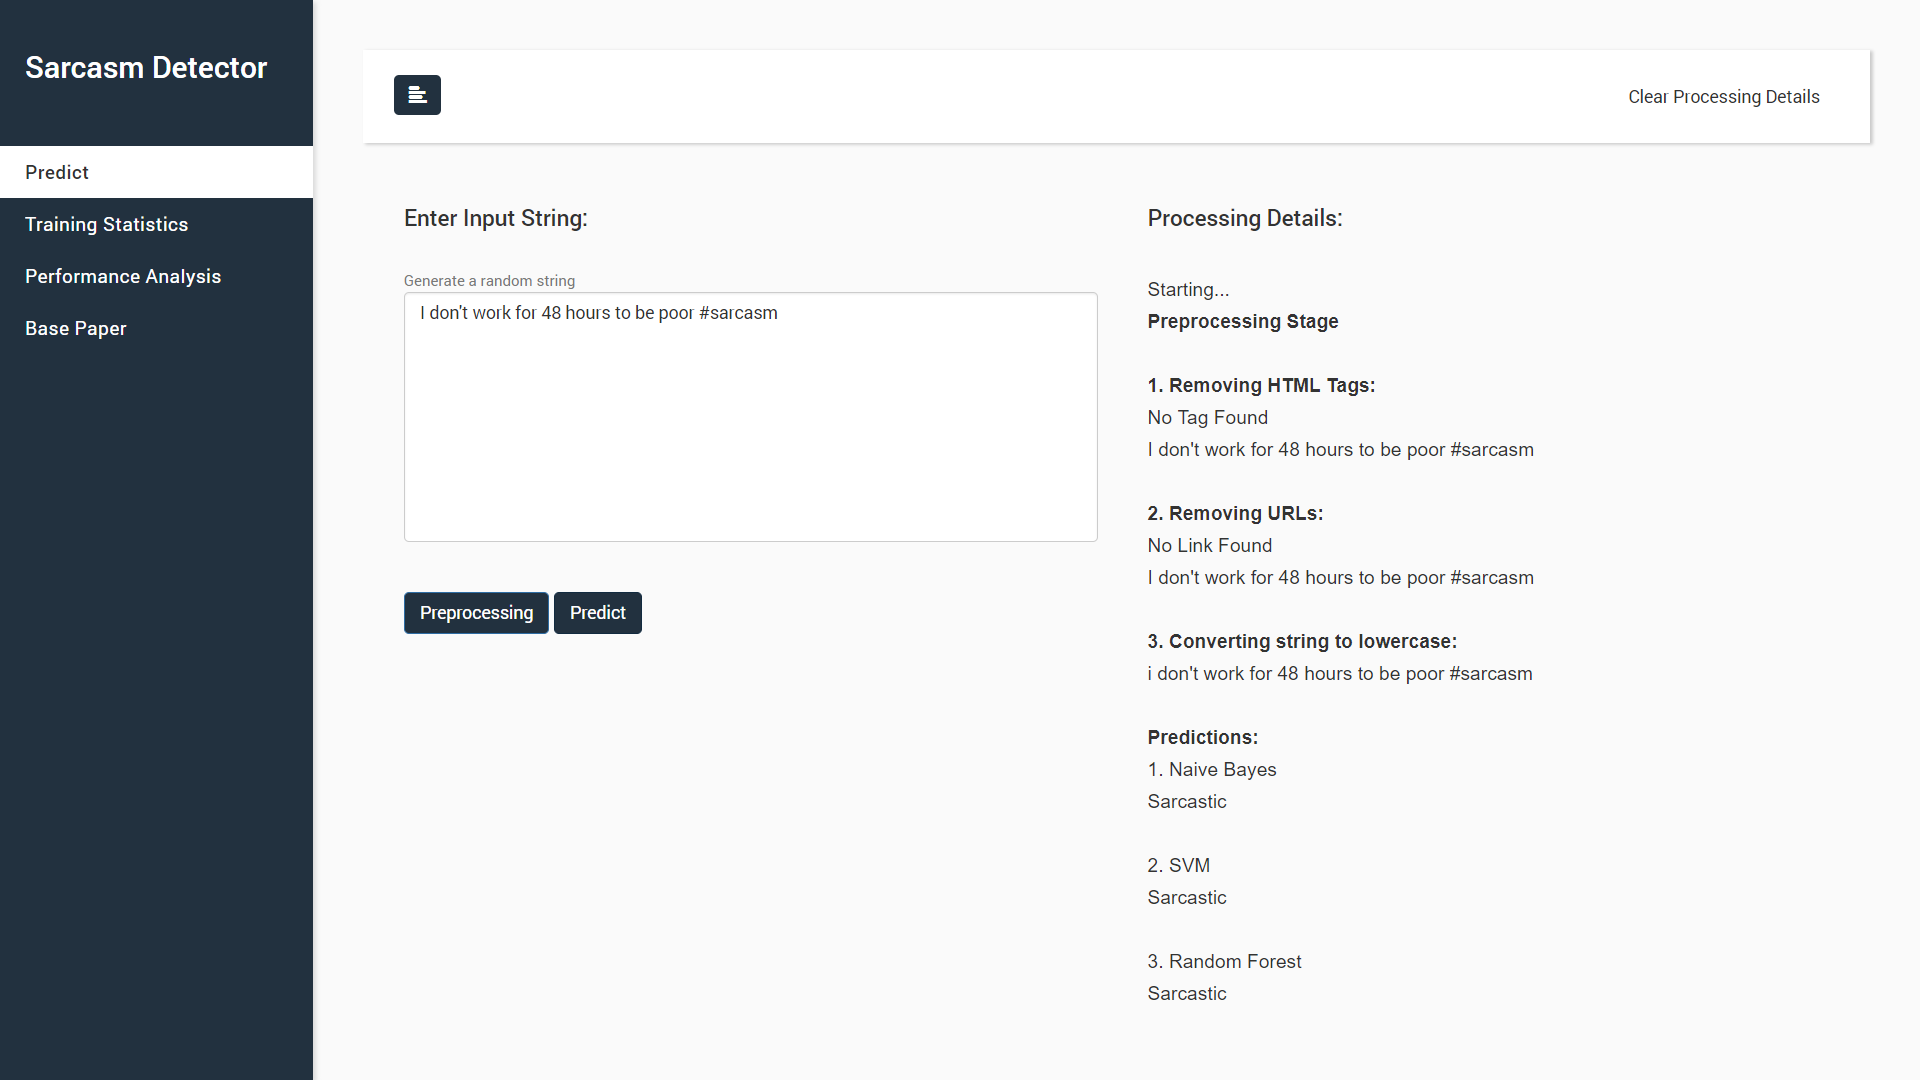 Sarcasm Detector
Predict
Training Statistics
Performance Analysis
Base Paper
Clear Processing Details
Enter Input String:
Generate a random string
I don't work for 48 hours to be poor #sarcasm
Preprocessing
Predict
Processing Details:
Starting...
Preprocessing Stage
1. Removing HTML Tags:
No Tag Found
I don't work for 48 hours to be poor #sarcasm
2. Removing URLs:
No Link Found
I don't work for 48 hours to be poor #sarcasm
3. Converting string to lowercase:
i don't work for 48 hours to be poor #sarcasm
Predictions:
1. Naive Bayes
Sarcastic
2. SVM
Sarcastic
3. Random Forest
Sarcastic